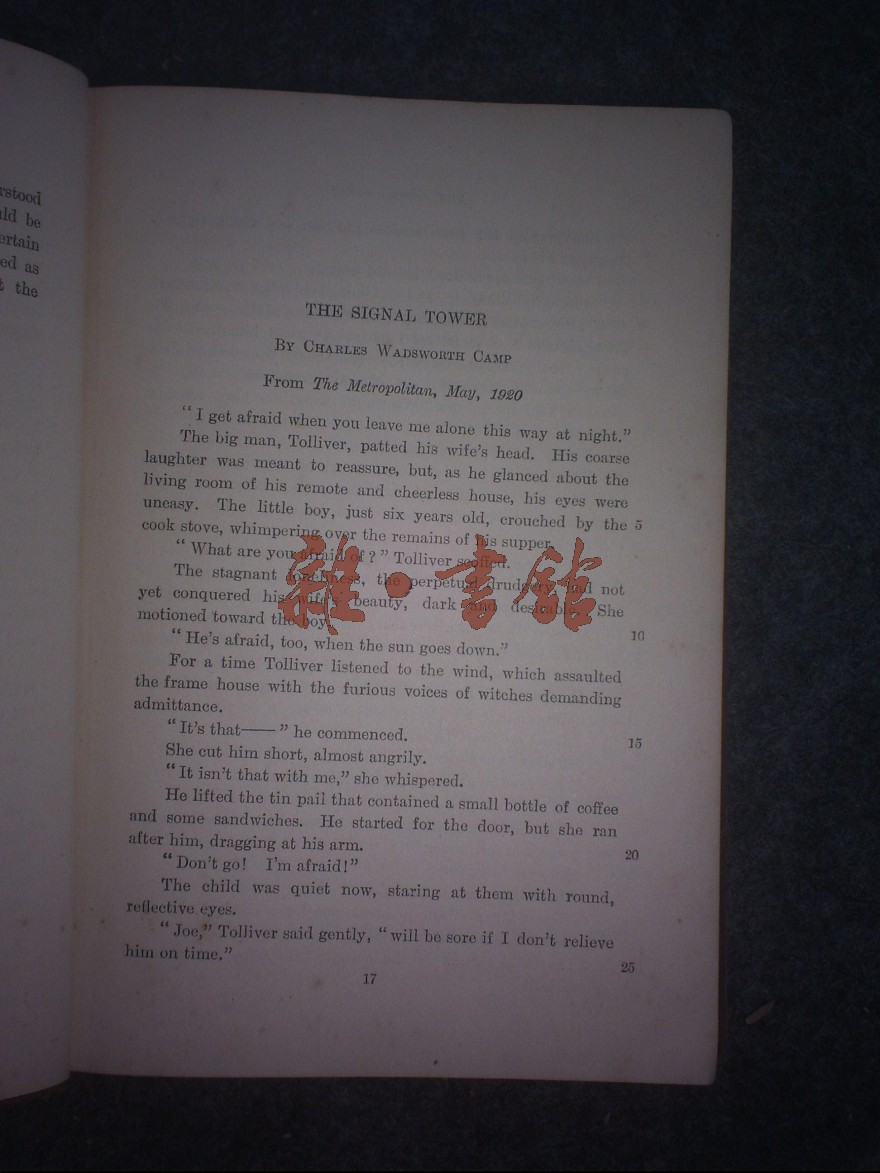 rstood
uld be
ertain
ed as
t the
THE SIGNAL TOWER
BY CHARLES WADSWORTH CAMP
From The Metropolitan, May, 1920
“I get afraid when you leave me alone this way at night.”
The big man, Tolliver, patted his wife’s head. His coarse
laughter was meant to reassure, but, as he glanced about the
living room of his remote and cheerless house, his eyes were
uneasy. The little boy, just six years old, crouched by the 5
cook stove, whimpering over the remains of his supper.
“What are you afraid of?” Tolliver scoffed.
The stagnant loneliness, the perpetual drudgery had not
yet conquered his wife’s beauty, dark and desirable. She
motioned toward the boy. 10
“He’s afraid, too, when the sun goes down.”
For a time Tolliver listened to the wind, which assaulted
the frame house with the furious voices of witches demanding
admittance.
“It’s that——” he commenced. 15
She cut him short, almost angrily.
“It isn’t that with me,” she whispered.
He lifted the tin pail that contained a small bottle of coffee
and some sandwiches. He started for the door, but she ran
after him, dragging at his arm. 20
“Don’t go! I’m afraid!”
The child was quiet now, staring at them with round,
reflective eyes.
“Joe,” Tolliver said gently, “will be sore if I don’t relieve
him on time.” 25
17
雜·書館